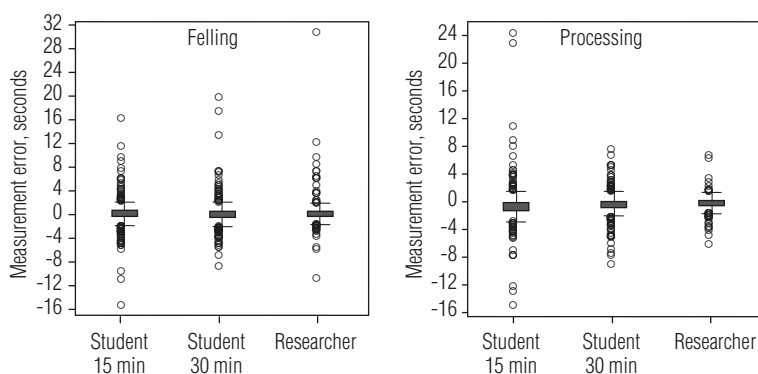 Felling
Measurement error, seconds
32
28
24
20
16
12
8
4
0
-4
-8
-12
-16
Student
15 min
Student
30 min
Researcher
Processing
Measurement error, seconds
24
20
16
12
8
4
0
-4
-8
-12
-16
Student
15 min
Student
30 min
Researcher